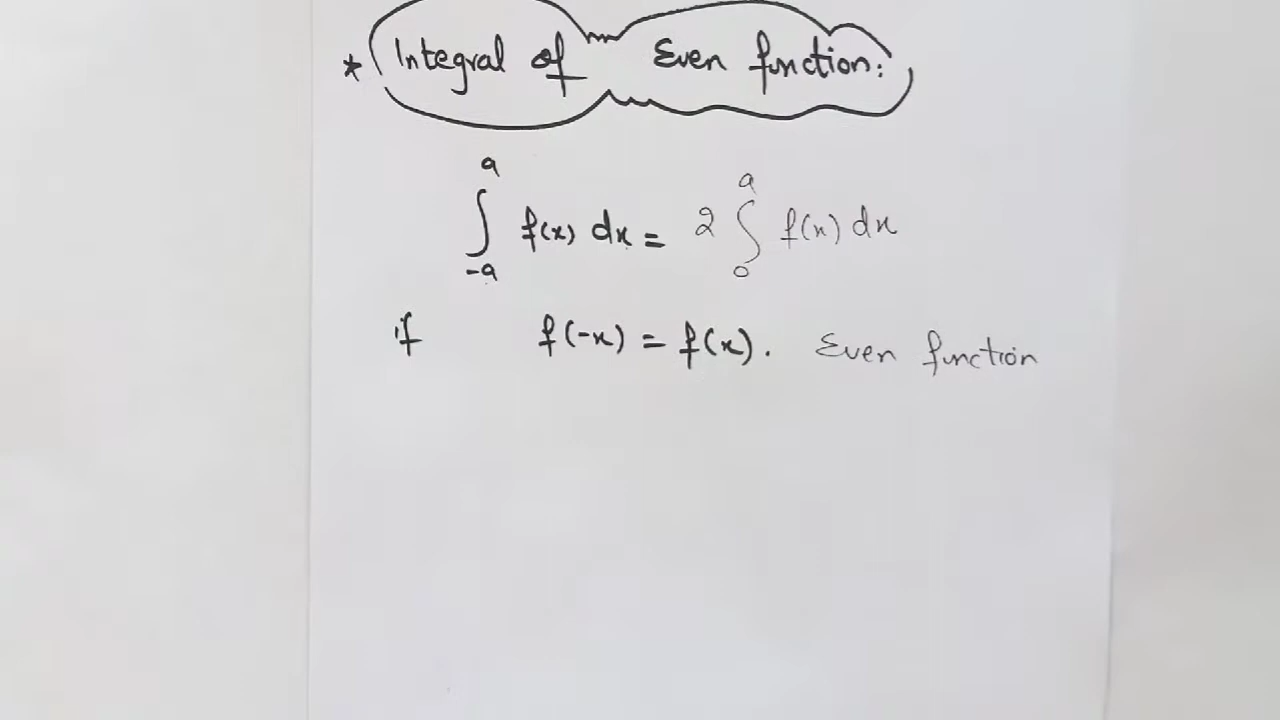 * Integral of Even function:
∫_{-a}^{a} f(x) dx = 2 ∫_{0}^{a} f(x) dx
if f(-x) = f(x). Even function